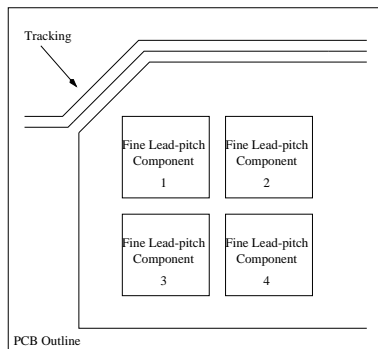 Tracking
Fine Lead-pitch
Component
1
Fine Lead-pitch
Component
2
Fine Lead-pitch
Component
3
Fine Lead-pitch
Component
4
PCB Outline